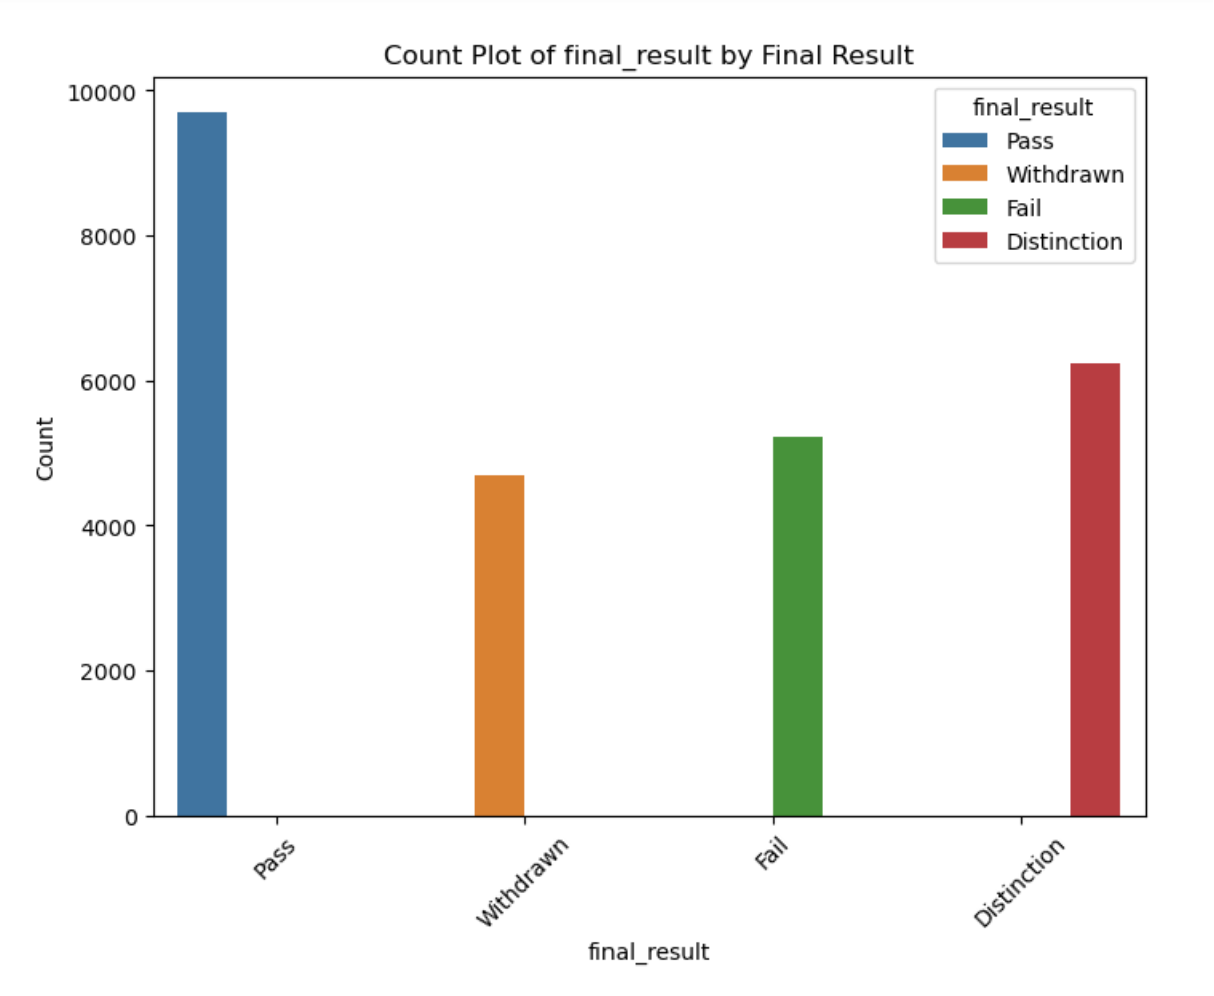 Count Plot of final_result by Final Result
final_result
Pass
Withdrawn
Fail
Distinction
10000
8000
6000
4000
2000
0
Count
Pass
Withdrawn
Fail
Distinction
final_result